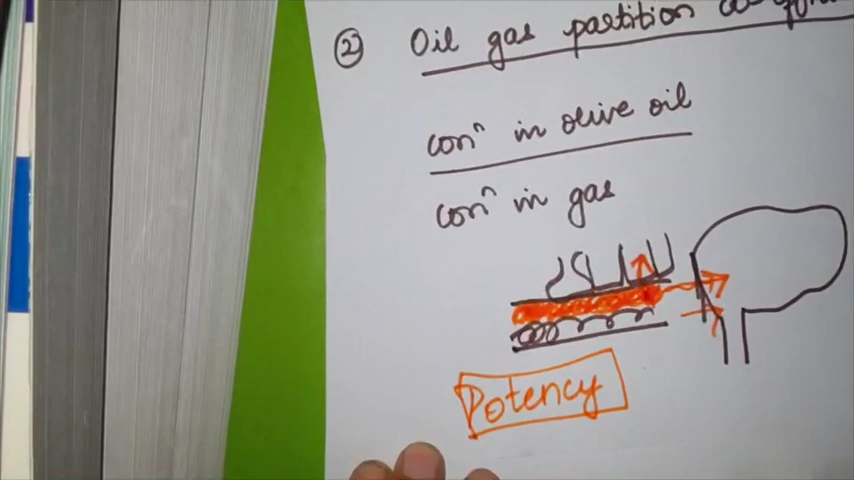 ② Oil gas partition
conⁿ in olive oil
conⁿ in gas
Potency